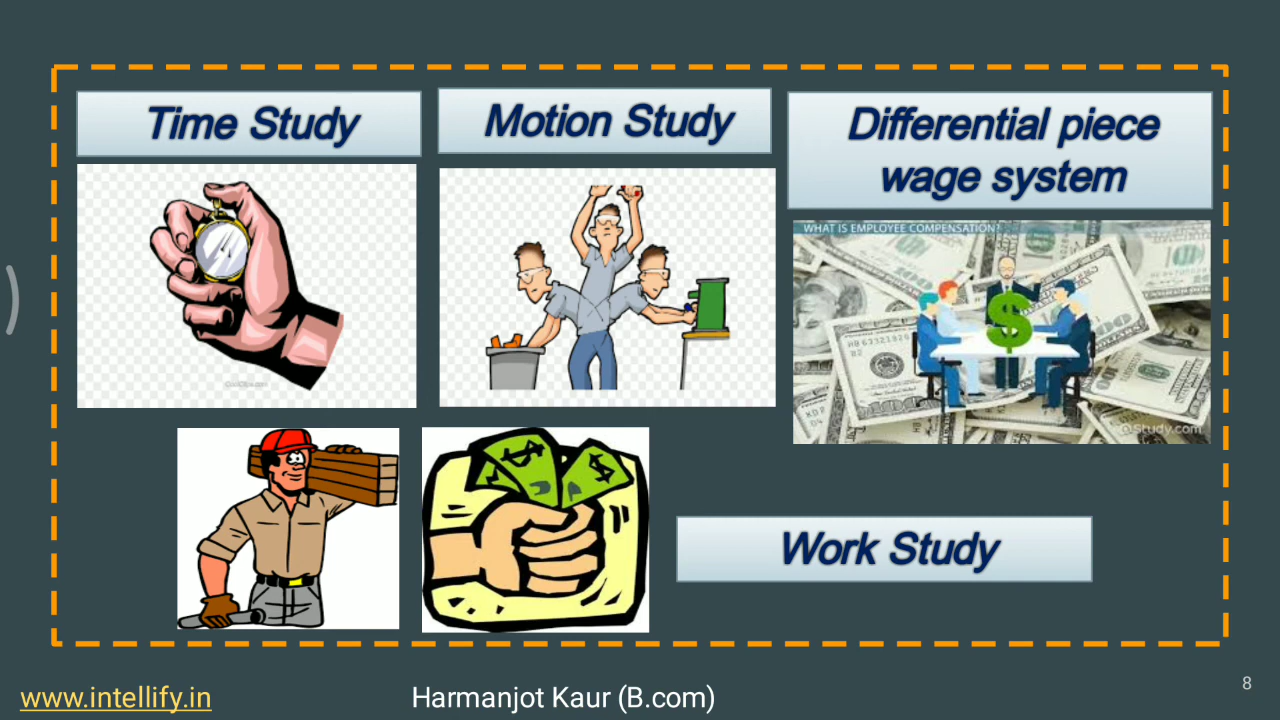 Time Study
Motion Study
Differential piece
wage system
WHAT IS EMPLOYEE COMPENSATION?
Study.com
Work Study
www.intellify.in
Harmanjot Kaur (B.com)
8